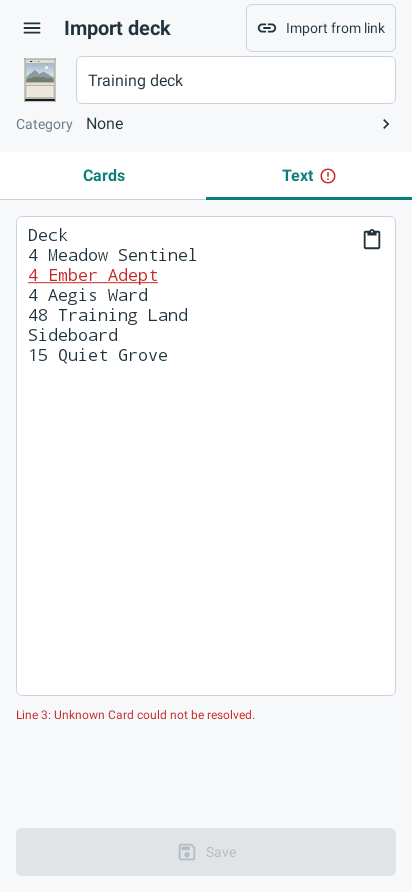 Import deck
Import from link
Training deck
Category None
Cards
Text
Deck
4 Meadow Sentinel
4 Ember Adept
4 Aegis Ward
48 Training Land
Sideboard
15 Quiet Grove
Line 3: Unknown Card could not be resolved.
Save